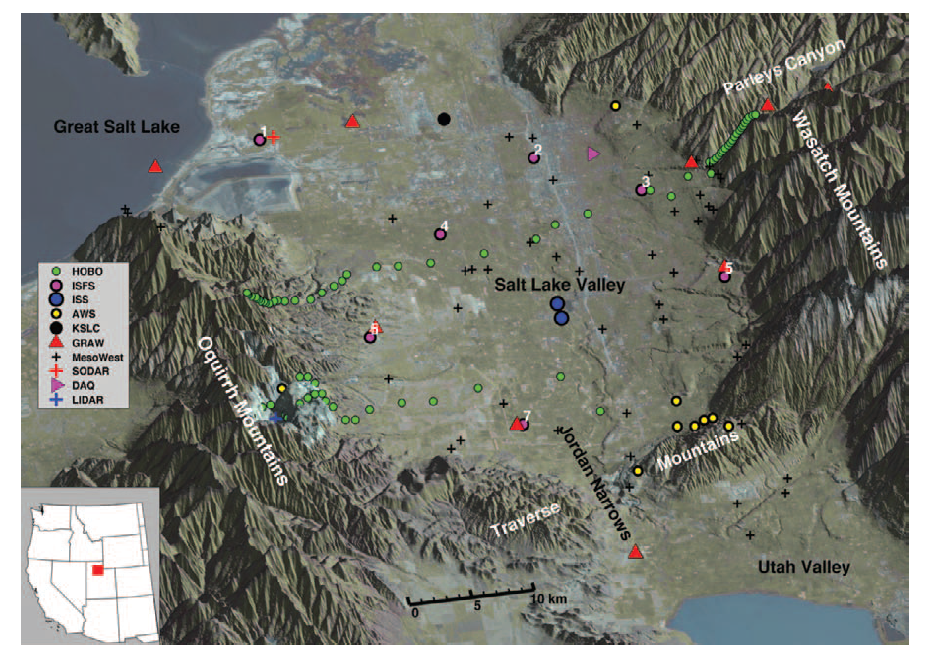 Parleys Canyon
Great Salt Lake
Wasatch Mountains
1
2
3
4
5
6
7
HOBO
ISFS
ISS
AWS
KSLC
GRAW
MesoWest
SODAR
DAQ
LIDAR
Salt Lake Valley
Oquirrh Mountains
Jordan Narrows
Mountains
Traverse
Utah Valley
0 5 10 km